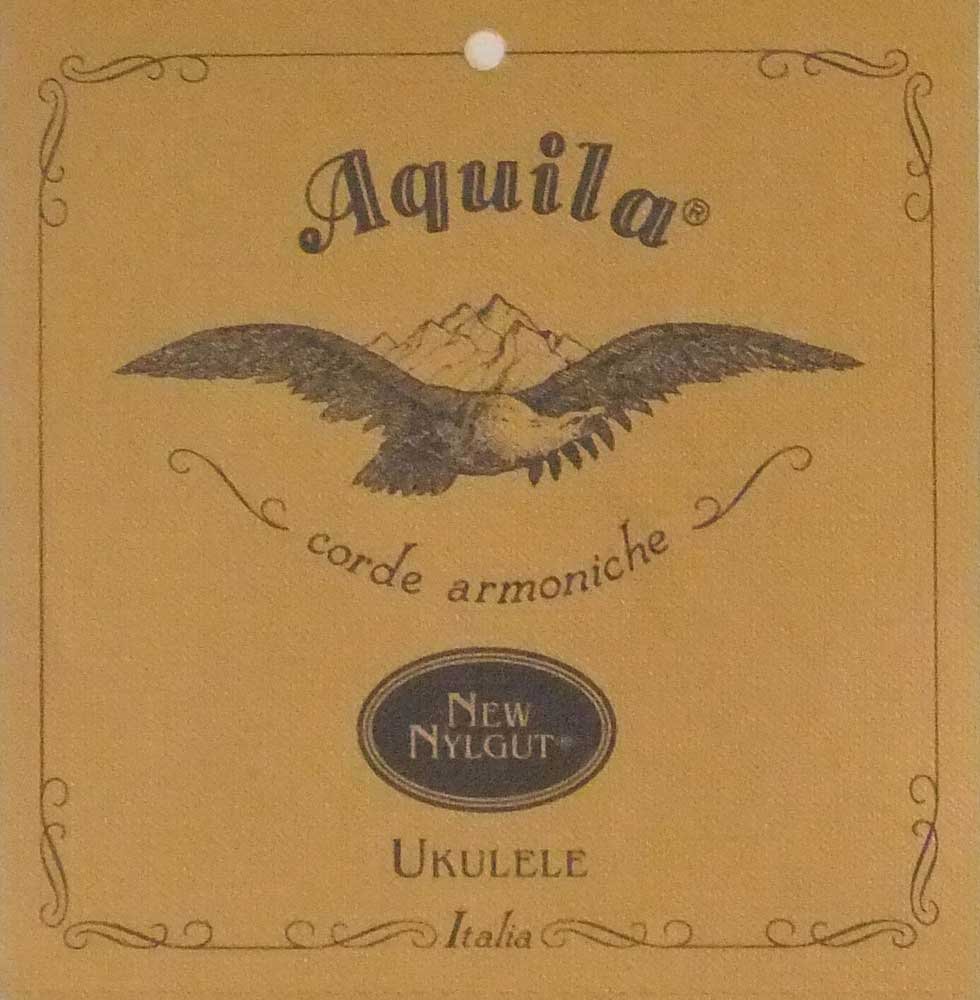 Aquila®
corde armoniche
New
Nylgut
Ukulele
Italia